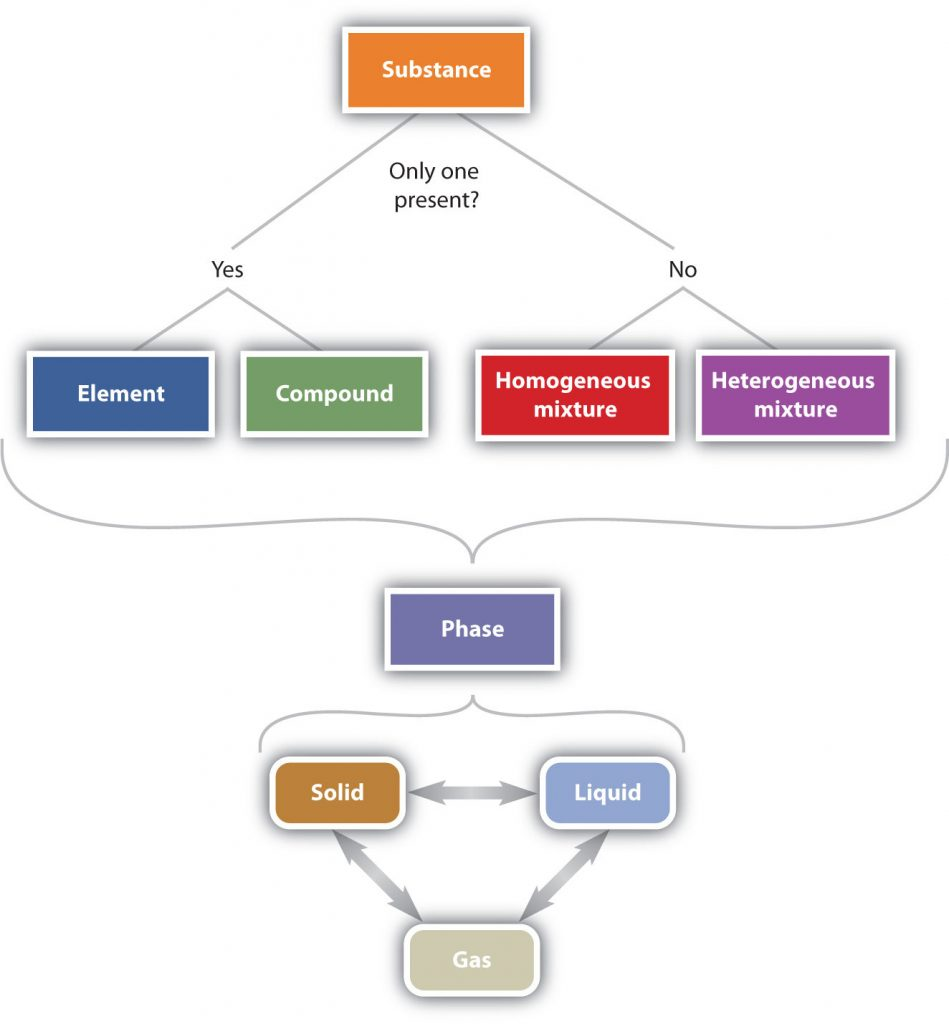 Substance
Only one
present?
Yes
No
Element
Compound
Homogeneous
mixture
Heterogeneous
mixture
Phase
Solid
Liquid
Gas